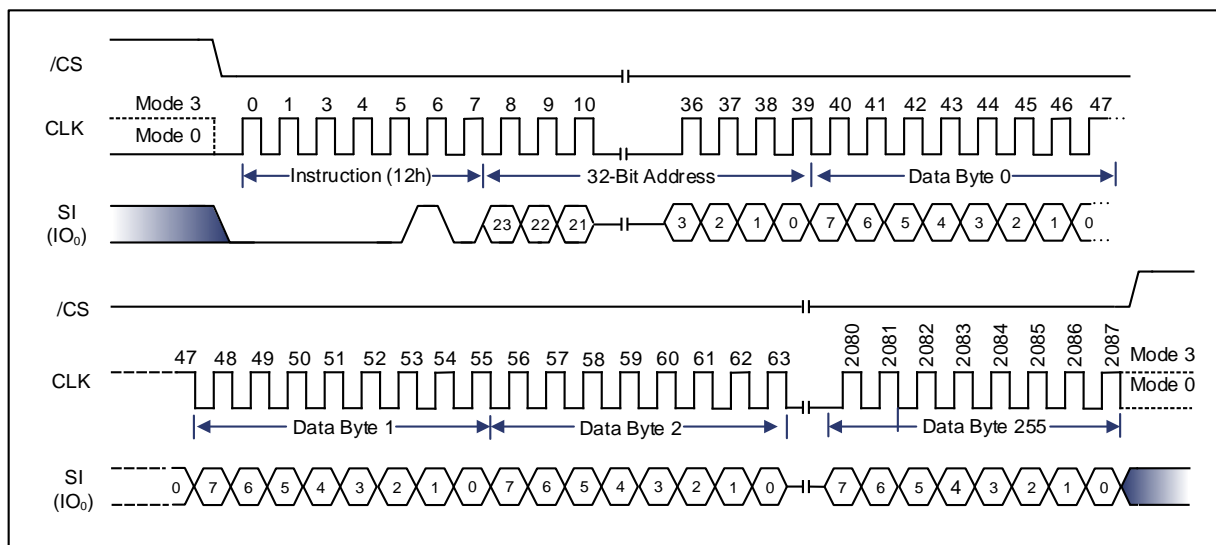 /CS
Mode 3
0 1 3 4 5 6 7 8 9 10 36 37 38 39 40 41 42 43 44 45 46 47
CLK
Mode 0
Instruction (12h) 32-Bit Address Data Byte 0
SI
(IO0)
23 22 21 3 2 1 0 7 6 5 4 3 2 1 0
/CS
47 48 49 50 51 52 53 54 55 56 57 58 59 60 61 62 63 2080 2081 2082 2083 2084 2085 2086 2087
Mode 3
CLK
Mode 0
Data Byte 1 Data Byte 2 Data Byte 255
SI
(IO0)
0 7 6 5 4 3 2 1 0 7 6 5 4 3 2 1 0 7 6 5 4 3 2 1 0